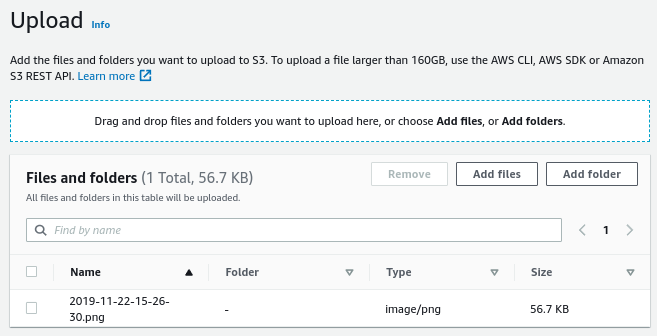 Upload Info
Add the files and folders you want to upload to S3. To upload a file larger than 160GB, use the AWS CLI, AWS SDK or Amazon
S3 REST API. Learn more
Drag and drop files and folders you want to upload here, or choose Add files, or Add folders.
Files and folders (1 Total, 56.7 KB)
Remove
Add files
Add folder
All files and folders in this table will be uploaded.
Find by name
1
Name
Folder
Type
Size
2019-11-22-15-26-
30.png
-
image/png
56.7 KB